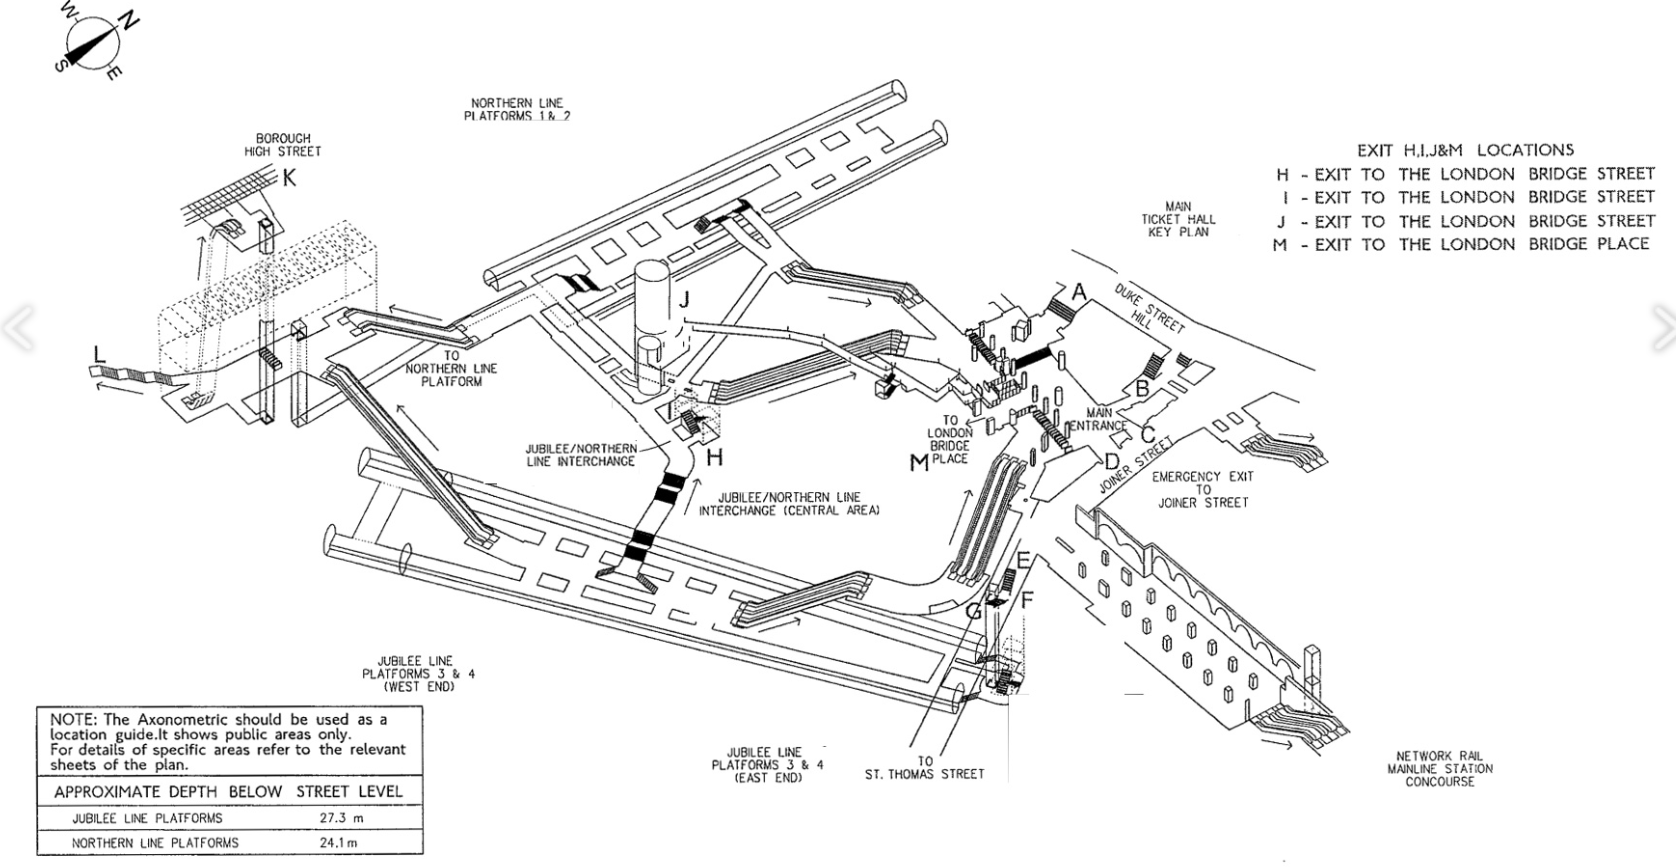 W
N
S
E
NORTHERN LINE
PLATFORMS 1 & 2
BOROUGH
HIGH STREET
K
EXIT H,I,J&M LOCATIONS
H - EXIT TO THE LONDON BRIDGE STREET
I - EXIT TO THE LONDON BRIDGE STREET
J - EXIT TO THE LONDON BRIDGE STREET
M - EXIT TO THE LONDON BRIDGE PLACE
MAIN
TICKET HALL
KEY PLAN
J
A
DUKE STREET
HILL
L
TO
NORTHERN LINE
PLATFORM
B
I
MAIN
ENTRANCE
C
TO
LONDON
BRIDGE
PLACE
M
D
JOINER STREET
JUBILEE/NORTHERN
LINE INTERCHANGE
H
EMERGENCY EXIT
TO
JOINER STREET
JUBILEE/NORTHERN LINE
INTERCHANGE (CENTRAL AREA)
E
G
F
JUBILEE LINE
PLATFORMS 3 & 4
(WEST END)
NOTE: The Axonometric should be used as a
location guide.It shows public areas only.
For details of specific areas refer to the relevant
sheets of the plan.
APPROXIMATE DEPTH BELOW STREET LEVEL
JUBILEE LINE PLATFORMS 27.3 m
NORTHERN LINE PLATFORMS 24.1m
JUBILEE LINE
PLATFORMS 3 & 4
(EAST END)
TO
ST. THOMAS STREET
NETWORK RAIL
MAINLINE STATION
CONCOURSE